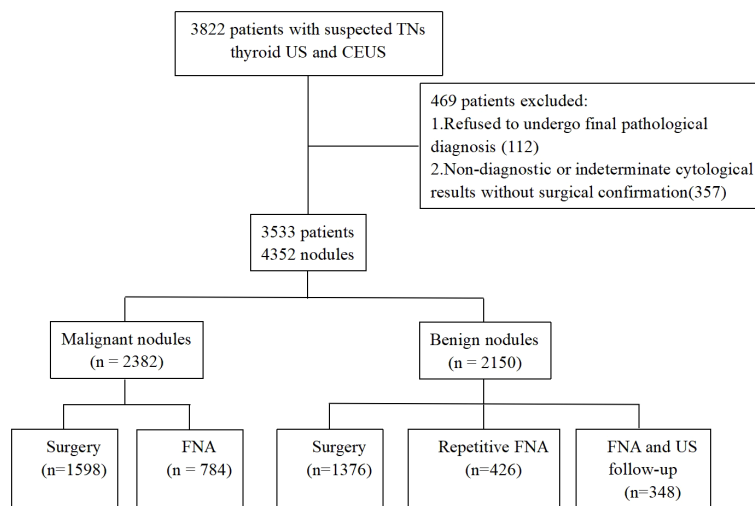 3822 patients with suspected TNs
thyroid US and CEUS
469 patients excluded:
1.Refused to undergo final pathological
diagnosis (112)
2.Non-diagnostic or indeterminate cytological
results without surgical confirmation(357)
3533 patients
4352 nodules
Malignant nodules
(n = 2382)
Benign nodules
(n = 2150)
Surgery
(n=1598)
FNA
(n = 784)
Surgery
(n=1376)
Repetitive FNA
(n=426)
FNA and US
follow-up
(n=348)